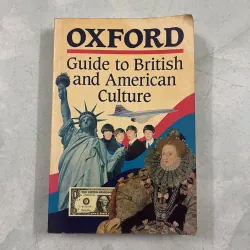 OXFORD
Guide to British
and American
Culture